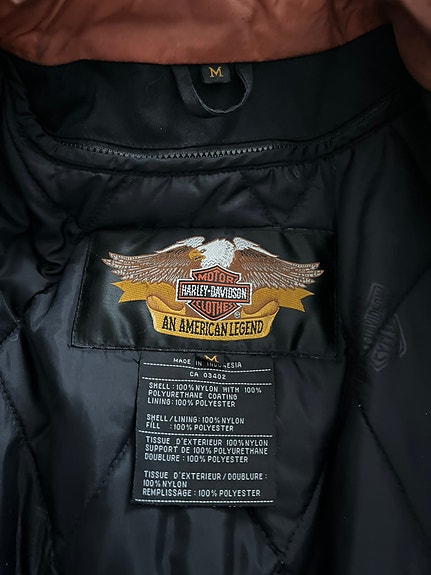 M
MOTOR
HARLEY-DAVIDSON
CLOTHES
AN AMERICAN LEGEND
M
MADE IN INDONESIA
CA 03402
SHELL: 100% NYLON WITH 100%
POLYURETHANE COATING
LINING: 100% POLYESTER
SHELL/LINING: 100% NYLON
FILL : 100% POLYESTER
TISSUE D'EXTERIEUR 100% NYLON
SUPPORT DE 100% POLYURETHANE
DOUBLURE : 100% POLYESTER
TISSUE D'EXTERIEUR/DOUBLURE :
100% NYLON
REMPLISSAGE : 100% POLYESTER